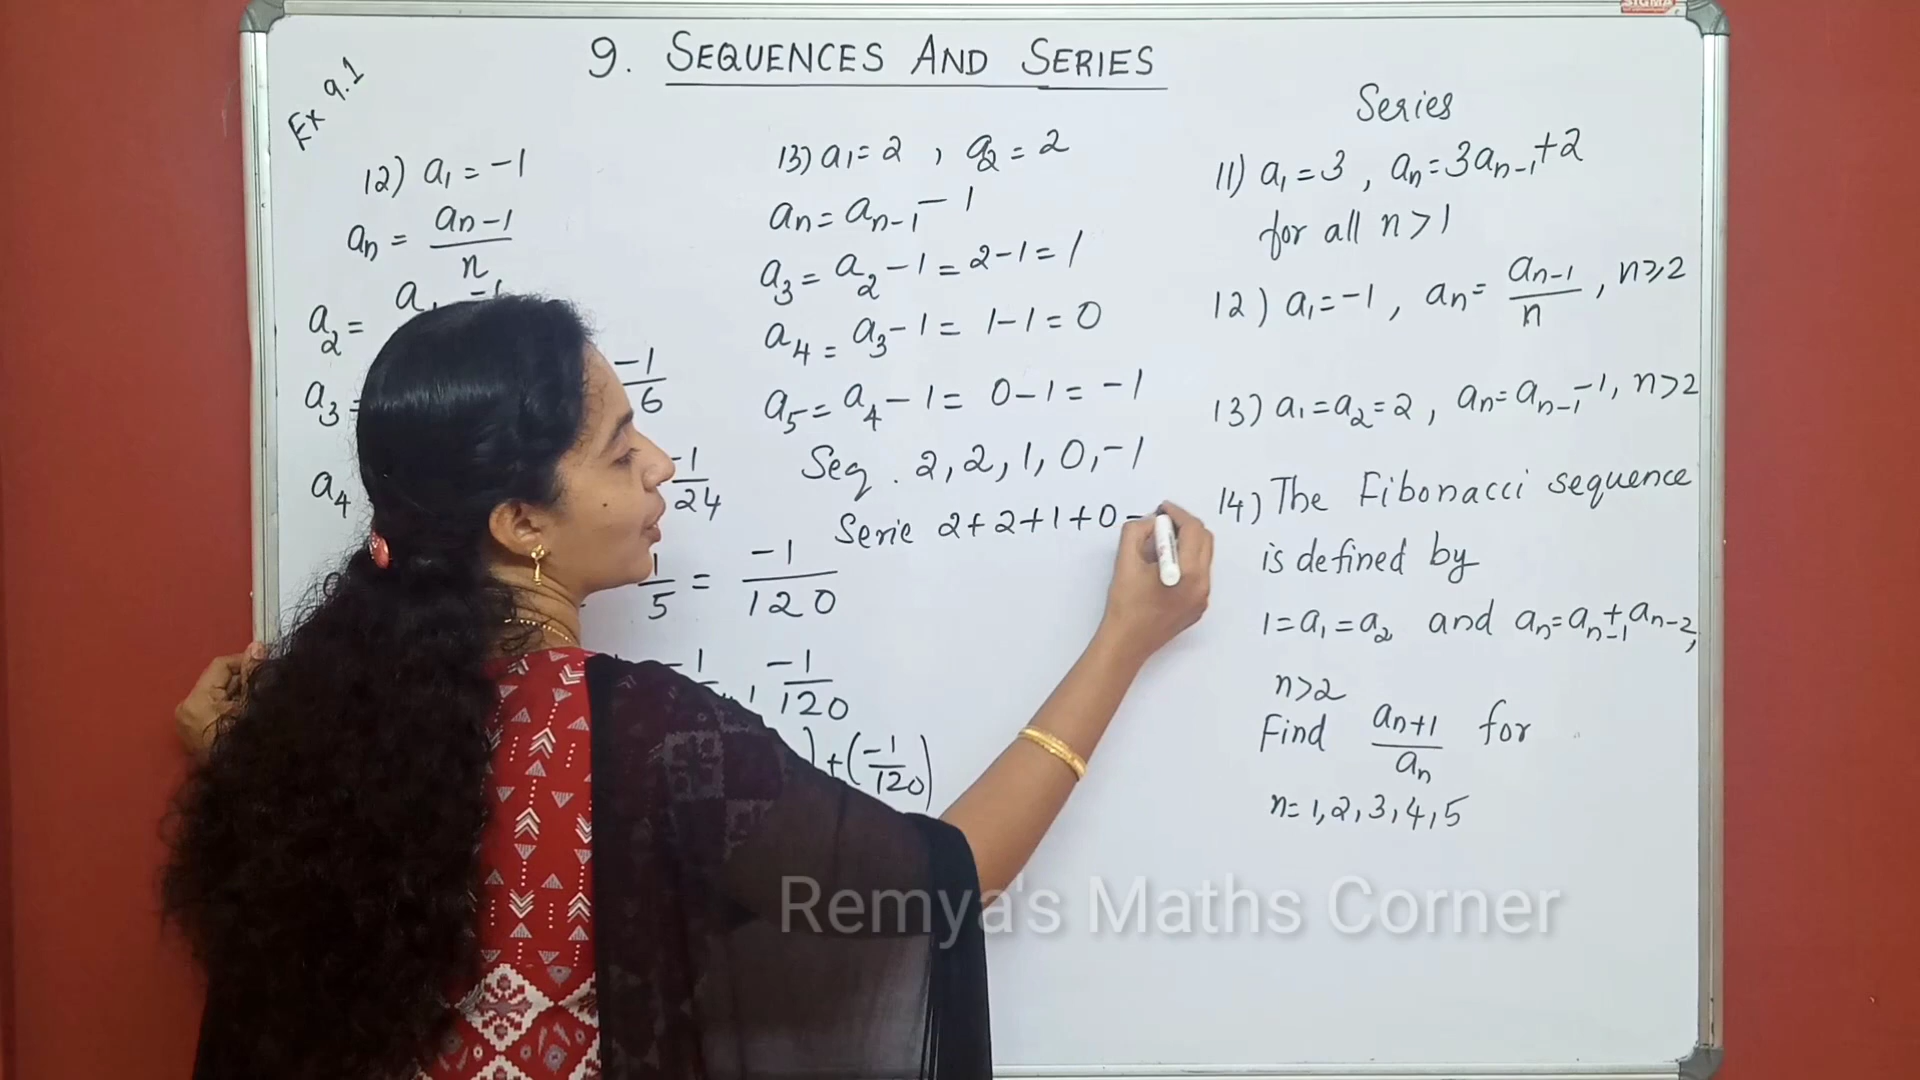 SIGMA
9. SEQUENCES AND SERIES
Ex 9.1
12) a₁ = -1
aₙ = aₙ₋₁ / n
a₂ =
a₃ = -1/6
a₄ -1/24
1/5 = -1/120
-1/120
+(-1/120)
13) a₁ = 2 , a₂ = 2
aₙ = aₙ₋₁ - 1
a₃ = a₂ - 1 = 2 - 1 = 1
a₄ = a₃ - 1 = 1 - 1 = 0
a₅ = a₄ - 1 = 0 - 1 = -1
Seq . 2, 2, 1, 0, -1
Serie 2 + 2 + 1 + 0 -
Series
11) a₁ = 3 , aₙ = 3aₙ₋₁ + 2
for all n > 1
12) a₁ = -1 , aₙ = aₙ₋₁ / n , n ≥ 2
13) a₁ = a₂ = 2 , aₙ = aₙ₋₁ - 1, n > 2
14) The Fibonacci sequence
is defined by
1 = a₁ = a₂ and aₙ = aₙ₋₁ + aₙ₋₂,
n > 2
Find aₙ₊₁ / aₙ for
n = 1, 2, 3, 4, 5
Remya's Maths Corner